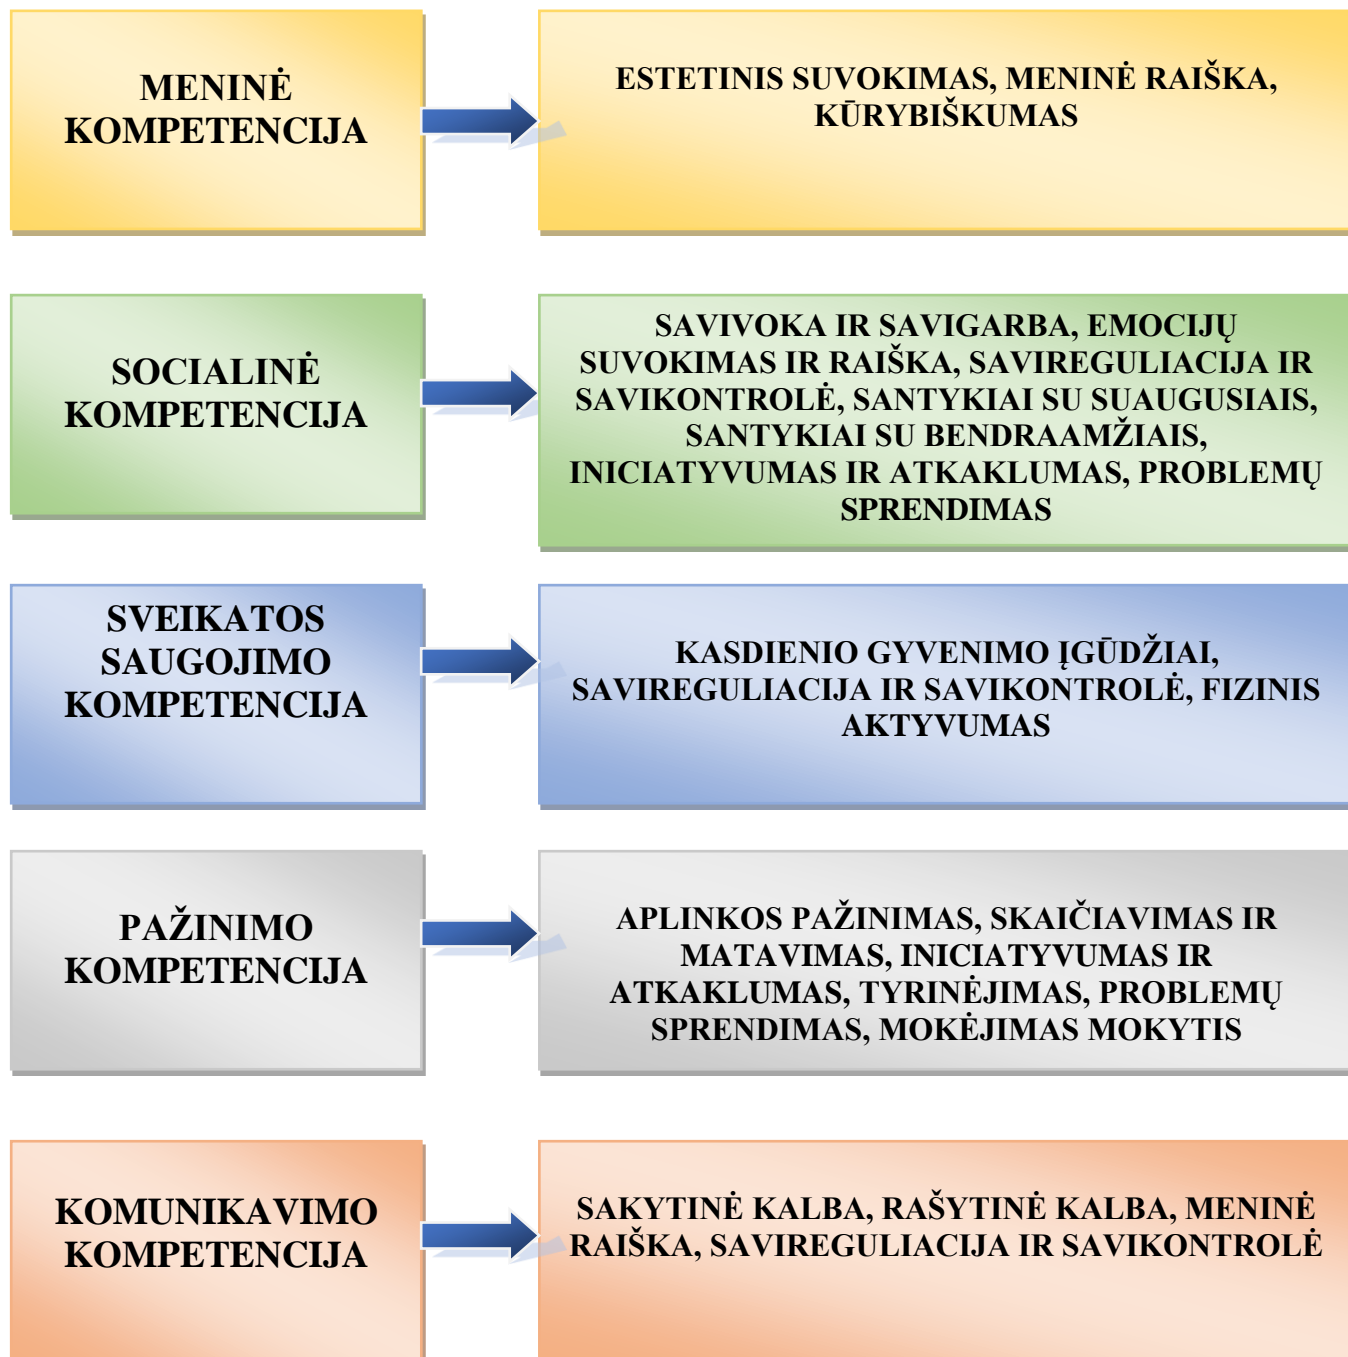 MENINĖ
KOMPETENCIJA
ESTETINIS SUVOKIMAS, MENINĖ RAIŠKA,
KŪRYBIŠKUMAS
SOCIALINĖ
KOMPETENCIJA
SAVIVOKA IR SAVIGARBA, EMOCIJŲ
SUVOKIMAS IR RAIŠKA, SAVIREGULIACIJA IR
SAVIKONTROLĖ, SANTYKIAI SU SUAUGUSIAIS,
SANTYKIAI SU BENDRAAMŽIAIS,
INICIATYVUMAS IR ATKAKLUMAS, PROBLEMŲ
SPRENDIMAS
SVEIKATOS
SAUGOJIMO
KOMPETENCIJA
KASDIENIO GYVENIMO ĮGŪDŽIAI,
SAVIREGULIACIJA IR SAVIKONTROLĖ, FIZINIS
AKTYVUMAS
PAŽINIMO
KOMPETENCIJA
APLINKOS PAŽINIMAS, SKAIČIAVIMAS IR
MATAVIMAS, INICIATYVUMAS IR
ATKAKLUMAS, TYRINĖJIMAS, PROBLEMŲ
SPRENDIMAS, MOKĖJIMAS MOKYTIS
KOMUNIKAVIMO
KOMPETENCIJA
SAKYTINĖ KALBA, RAŠYTINĖ KALBA, MENINĖ
RAIŠKA, SAVIREGULIACIJA IR SAVIKONTROLĖ